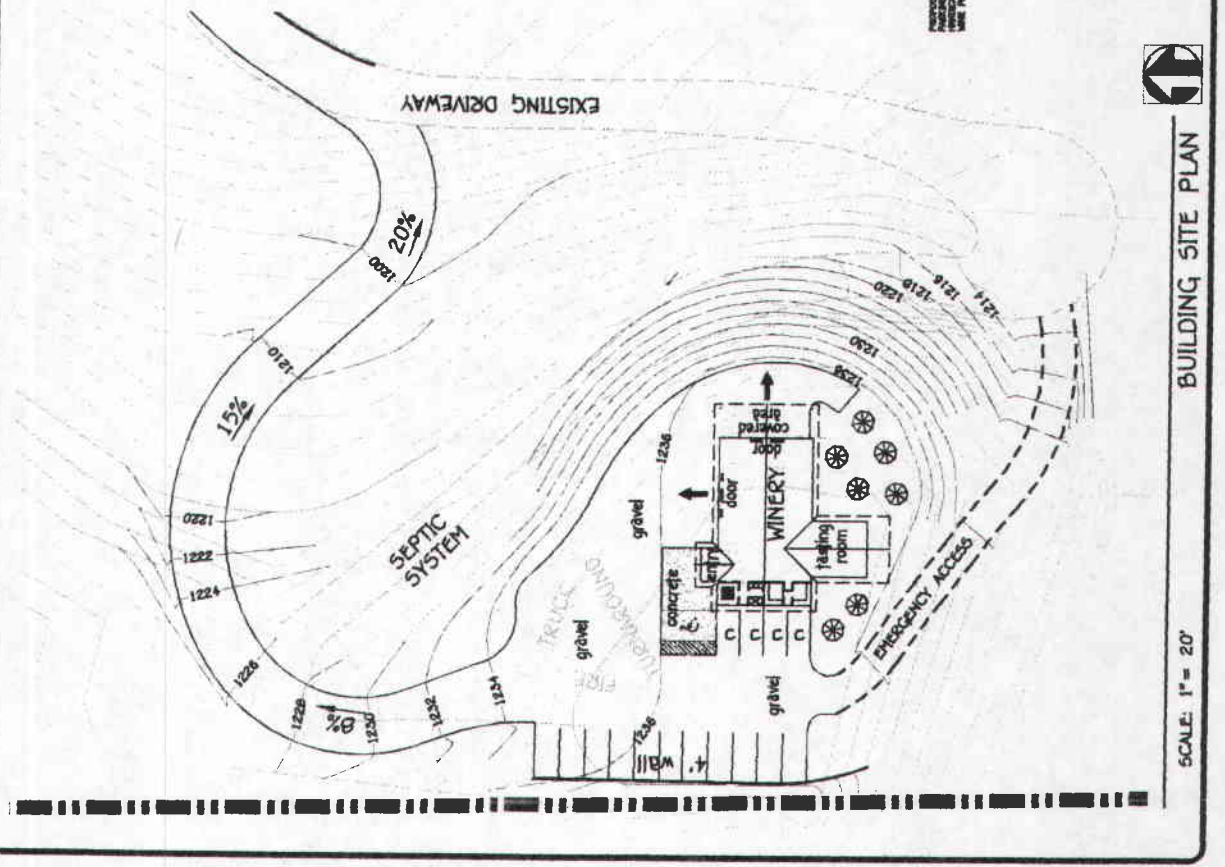 EXISTING DRIVEWAY
20%
1200
1210
15%
1220
1222
1224
SEPTIC
SYSTEM
1226
1228
8%
1230
1232
1234
TRUCK
FIRE
TURNAROUND
gravel
gravel
gravel
1236
1236
4' wall
concrete
entry
door
WINERY
door
covered
area
tasting
room
C
C
C
C
C
1238
1230
1220
1218
1216
1214
EMERGENCY ACCESS
SCALE: 1" = 20'
BUILDING SITE PLAN